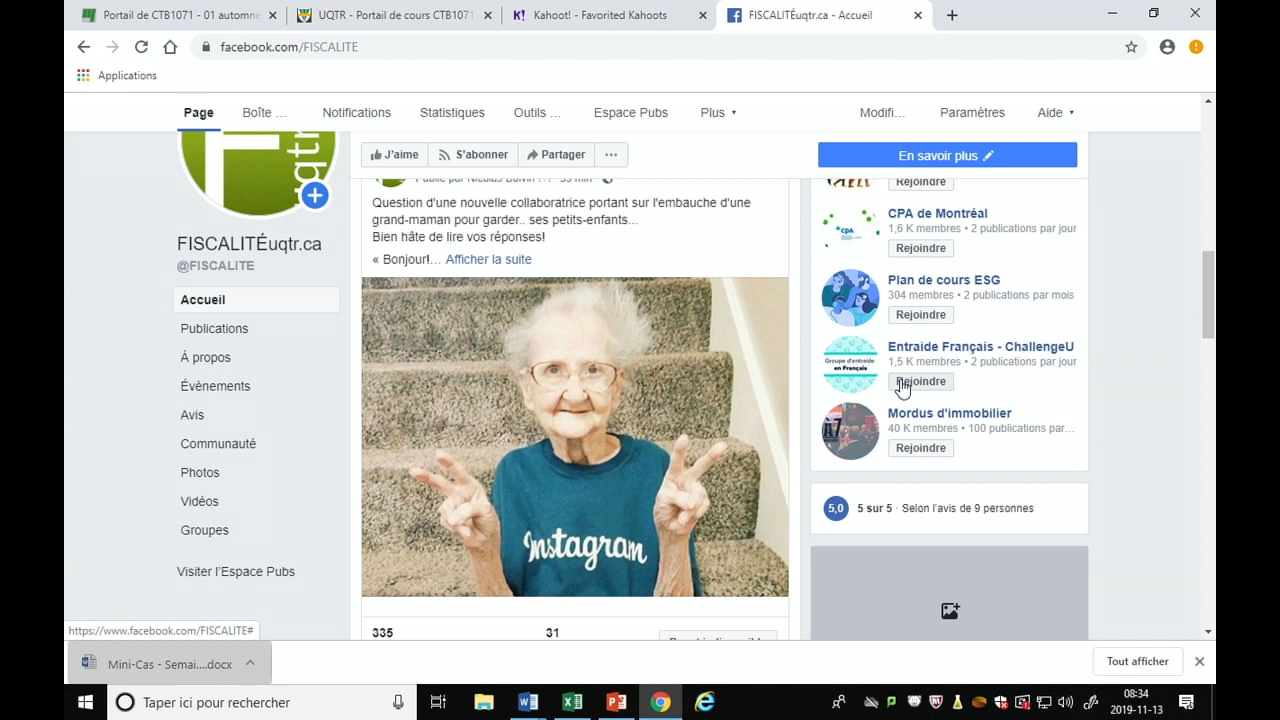 Portail de CTB1071 - 01 automne
UQTR - Portail de cours CTB1071
Kahoot! - Favorited Kahoots
FISCALITÉuqtr.ca - Accueil
facebook.com/FISCALITE
Applications
Page
Boîte ...
Notifications
Statistiques
Outils ...
Espace Pubs
Plus
Modifi...
Paramètres
Aide
uqtr
J'aime
S'abonner
Partager
...
En savoir plus
FISCALITÉuqtr.ca
@FISCALITE
Accueil
Publications
À propos
Évènements
Avis
Communauté
Photos
Vidéos
Groupes
Visiter l'Espace Pubs
Question d'une nouvelle collaboratrice portant sur l'embauche d'une
grand-maman pour garder.. ses petits-enfants...
Bien hâte de lire vos réponses!
« Bonjour!... Afficher la suite
Instagram
335
31
Rejoindre
CPA de Montréal
1,6 K membres • 2 publications par jour
Rejoindre
Plan de cours ESG
304 membres • 2 publications par mois
Rejoindre
Groupe d'entraide
en Français
Entraide Français - ChallengeU
1,5 K membres • 2 publications par jour
Rejoindre
Mordus d'immobilier
40 K membres • 100 publications par...
Rejoindre
5,0
5 sur 5 · Selon l'avis de 9 personnes
https://www.facebook.com/FISCALITE#
Mini-Cas - Semai....docx
Tout afficher
Taper ici pour rechercher
08:34
2019-11-13